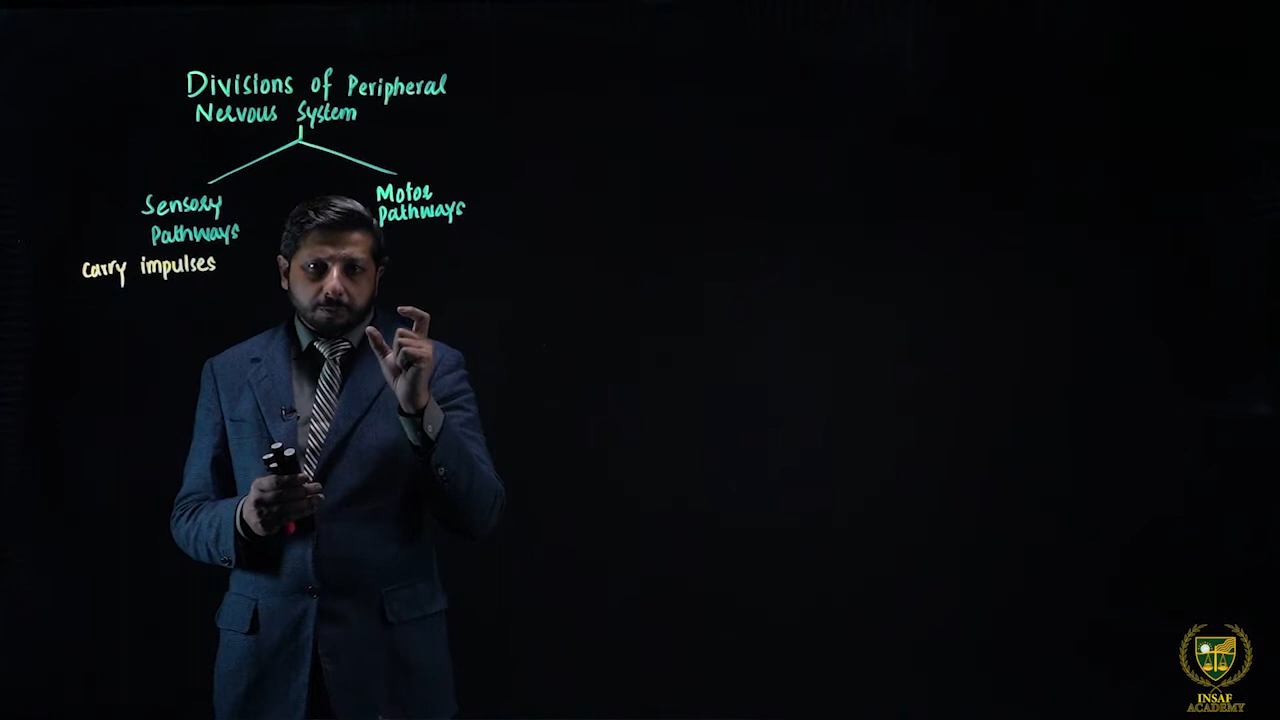 Divisions of Peripheral
Nervous System
Sensory
Pathways
Motor
Pathways
Carry impulses
INSAF
ACADEMY